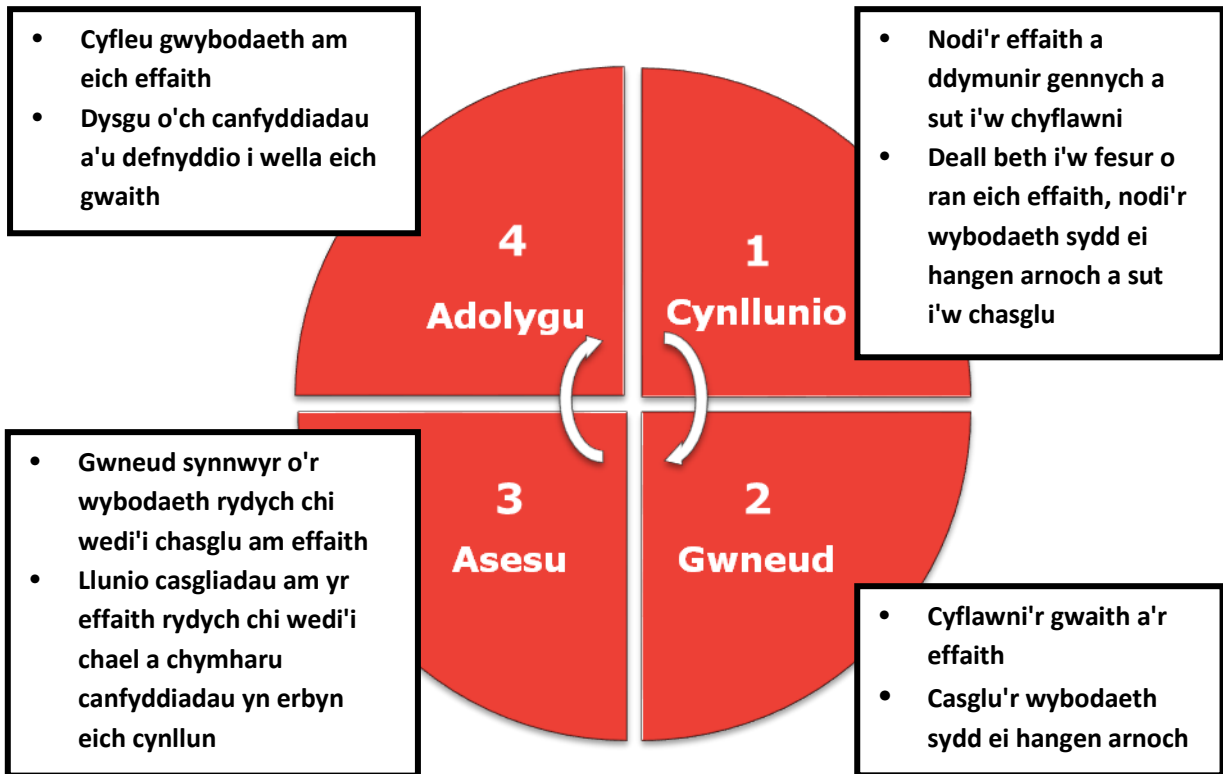 • Cyfleu gwybodaeth am
eich effaith
• Dysgu o'ch canfyddiadau
a'u defnyddio i wella eich
gwaith
• Nodi'r effaith a
ddymunir gennych a
sut i'w chyflawni
• Deall beth i'w fesur o
ran eich effaith, nodi'r
wybodaeth sydd ei
hangen arnoch a sut
i'w chasglu
4
Adolygu
1
Cynllunio
• Gwneud synnwyr o'r
wybodaeth rydych chi
wedi'i chasglu am effaith
• Llunio casgliadau am yr
effaith rydych chi wedi'i
chael a chymharu
canfyddiadau yn erbyn
eich cynllun
3
Asesu
2
Gwneud
• Cyflawni'r gwaith a'r
effaith
• Casglu'r wybodaeth
sydd ei hangen arnoch